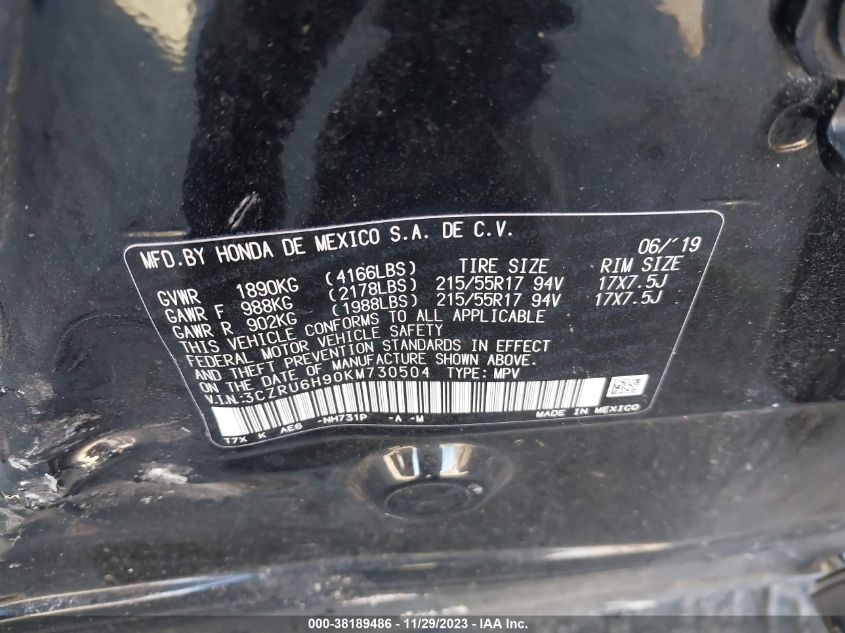 MFD.BY HONDA DE MEXICO S.A. DE C.V. 06/'19
TIRE SIZE RIM SIZE
GVWR 1890KG (4166LBS)
GAWR F 988KG (2178LBS) 215/55R17 94V 17X7.5J
GAWR R 902KG (1988LBS) 215/55R17 94V 17X7.5J
THIS VEHICLE CONFORMS TO ALL APPLICABLE
FEDERAL MOTOR VEHICLE SAFETY
AND THEFT PREVENTION STANDARDS IN EFFECT
ON THE DATE OF MANUFACTURE SHOWN ABOVE.
V.I.N.:3CZRU6H90KM730504 TYPE: MPV
T7X K AE6 -NH731P -A -M MADE IN MEXICO
000-38189486 - 11/29/2023 - IAA Inc.